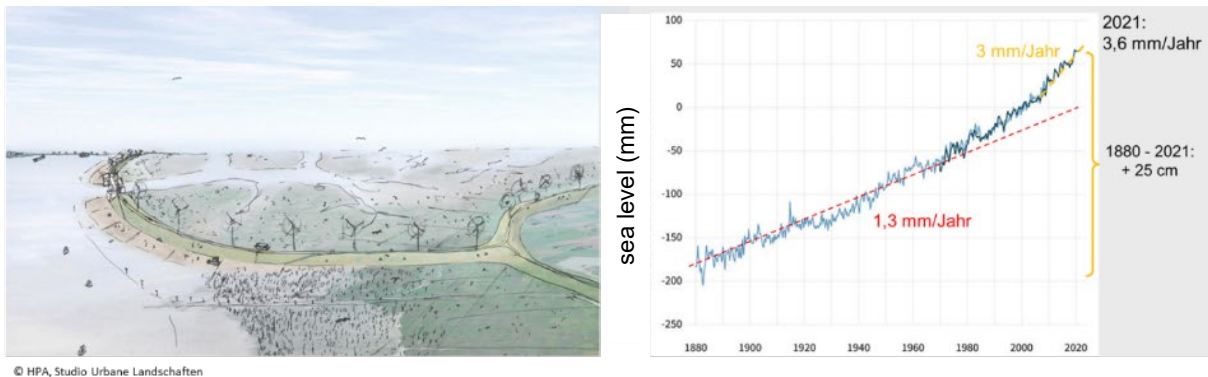 © HPA, Studio Urbane Landschaften
sea level (mm)
100
50
0
-50
-100
-150
-200
-250
1880
1900
1920
1940
1960
1980
2000
2020
3 mm/Jahr
1,3 mm/Jahr
2021:
3,6 mm/Jahr
1880 - 2021:
+ 25 cm